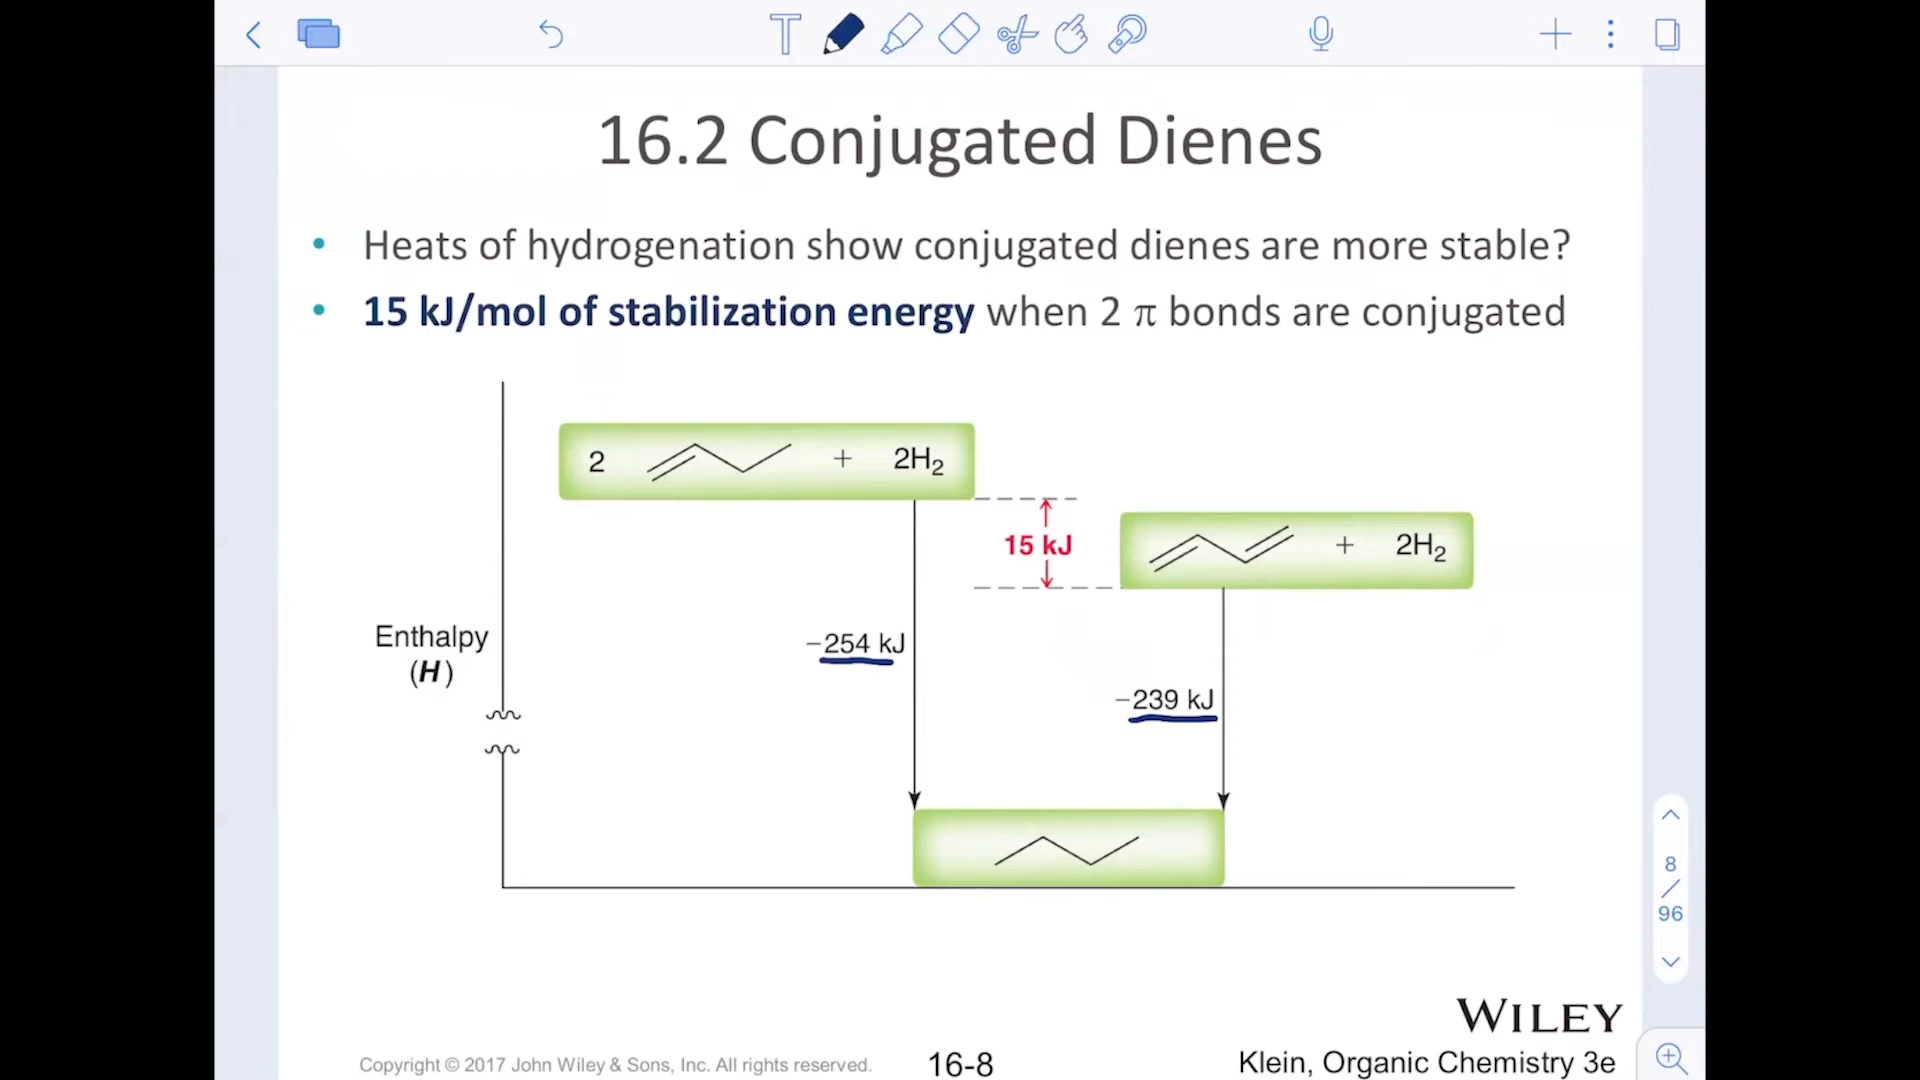 16.2 Conjugated Dienes
• Heats of hydrogenation show conjugated dienes are more stable?
• 15 kJ/mol of stabilization energy when 2 π bonds are conjugated
2 + 2H₂
15 kJ
+ 2H₂
Enthalpy
(H)
−254 kJ
−239 kJ
8
/
96
WILEY
Copyright © 2017 John Wiley & Sons, Inc. All rights reserved.
16-8
Klein, Organic Chemistry 3e